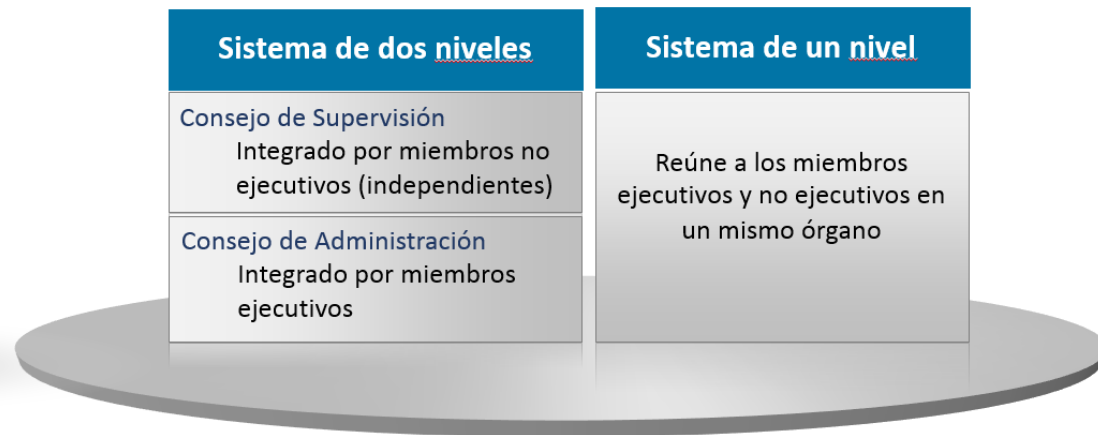 Sistema de dos niveles
Consejo de Supervisión
Integrado por miembros no
ejecutivos (independientes)
Consejo de Administración
Integrado por miembros
ejecutivos
Sistema de un nivel
Reúne a los miembros
ejecutivos y no ejecutivos en
un mismo órgano